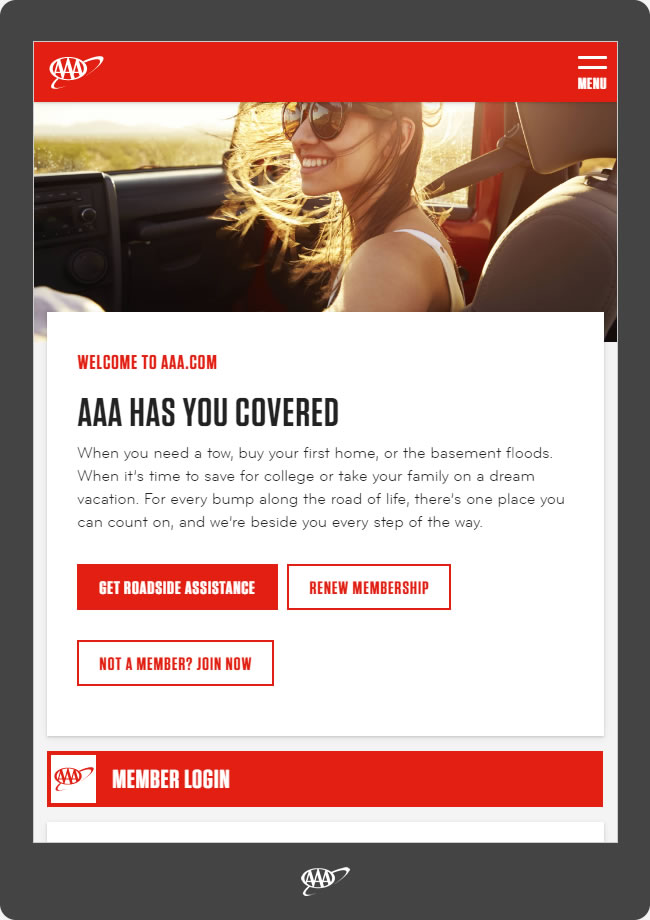 AAA
MENU
WELCOME TO AAA.COM
AAA HAS YOU COVERED
When you need a tow, buy your first home, or the basement floods.
When it's time to save for college or take your family on a dream
vacation. For every bump along the road of life, there's one place you
can count on, and we're beside you every step of the way.
GET ROADSIDE ASSISTANCE
RENEW MEMBERSHIP
NOT A MEMBER? JOIN NOW
AAA
MEMBER LOGIN
AAA